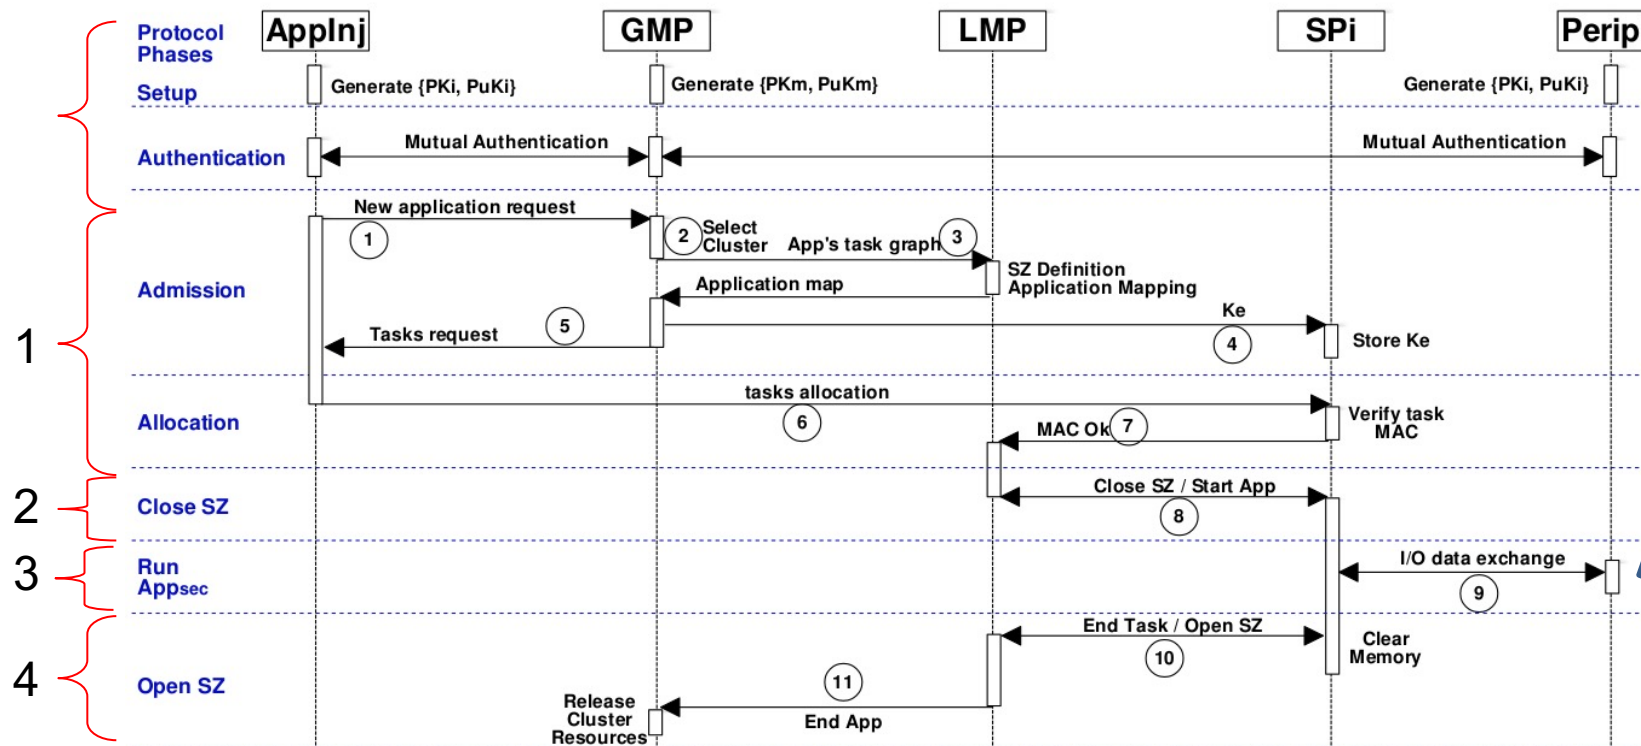 Protocol
Phases
AppInj
GMP
LMP
SPi
Perip
Setup
Generate {PKi, PuKi}
Generate {PKm, PuKm}
Generate {PKi, PuKi}
Authentication
Mutual Authentication
Mutual Authentication
1
Admission
New application request
1
2
Select
Cluster
App's task graph
3
SZ Definition
Application Mapping
Application map
Ke
4
Store Ke
5
Tasks request
Allocation
tasks allocation
6
Verify task
MAC
MAC Ok
7
2
Close SZ
Close SZ / Start App
8
3
Run
Appsec
I/O data exchange
9
4
Open SZ
End Task / Open SZ
10
Clear
Memory
11
End App
Release
Cluster
Resources